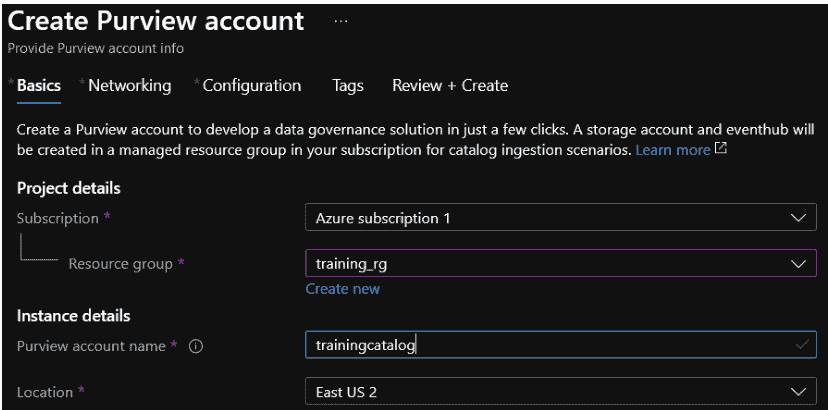 Create Purview account ...
Provide Purview account info
*Basics *Networking *Configuration Tags Review + Create
Create a Purview account to develop a data governance solution in just a few clicks. A storage account and eventhub will
be created in a managed resource group in your subscription for catalog ingestion scenarios. Learn more
Project details
Subscription * Azure subscription 1
Resource group * training_rg
Create new
Instance details
Purview account name * trainingcatalog
Location * East US 2